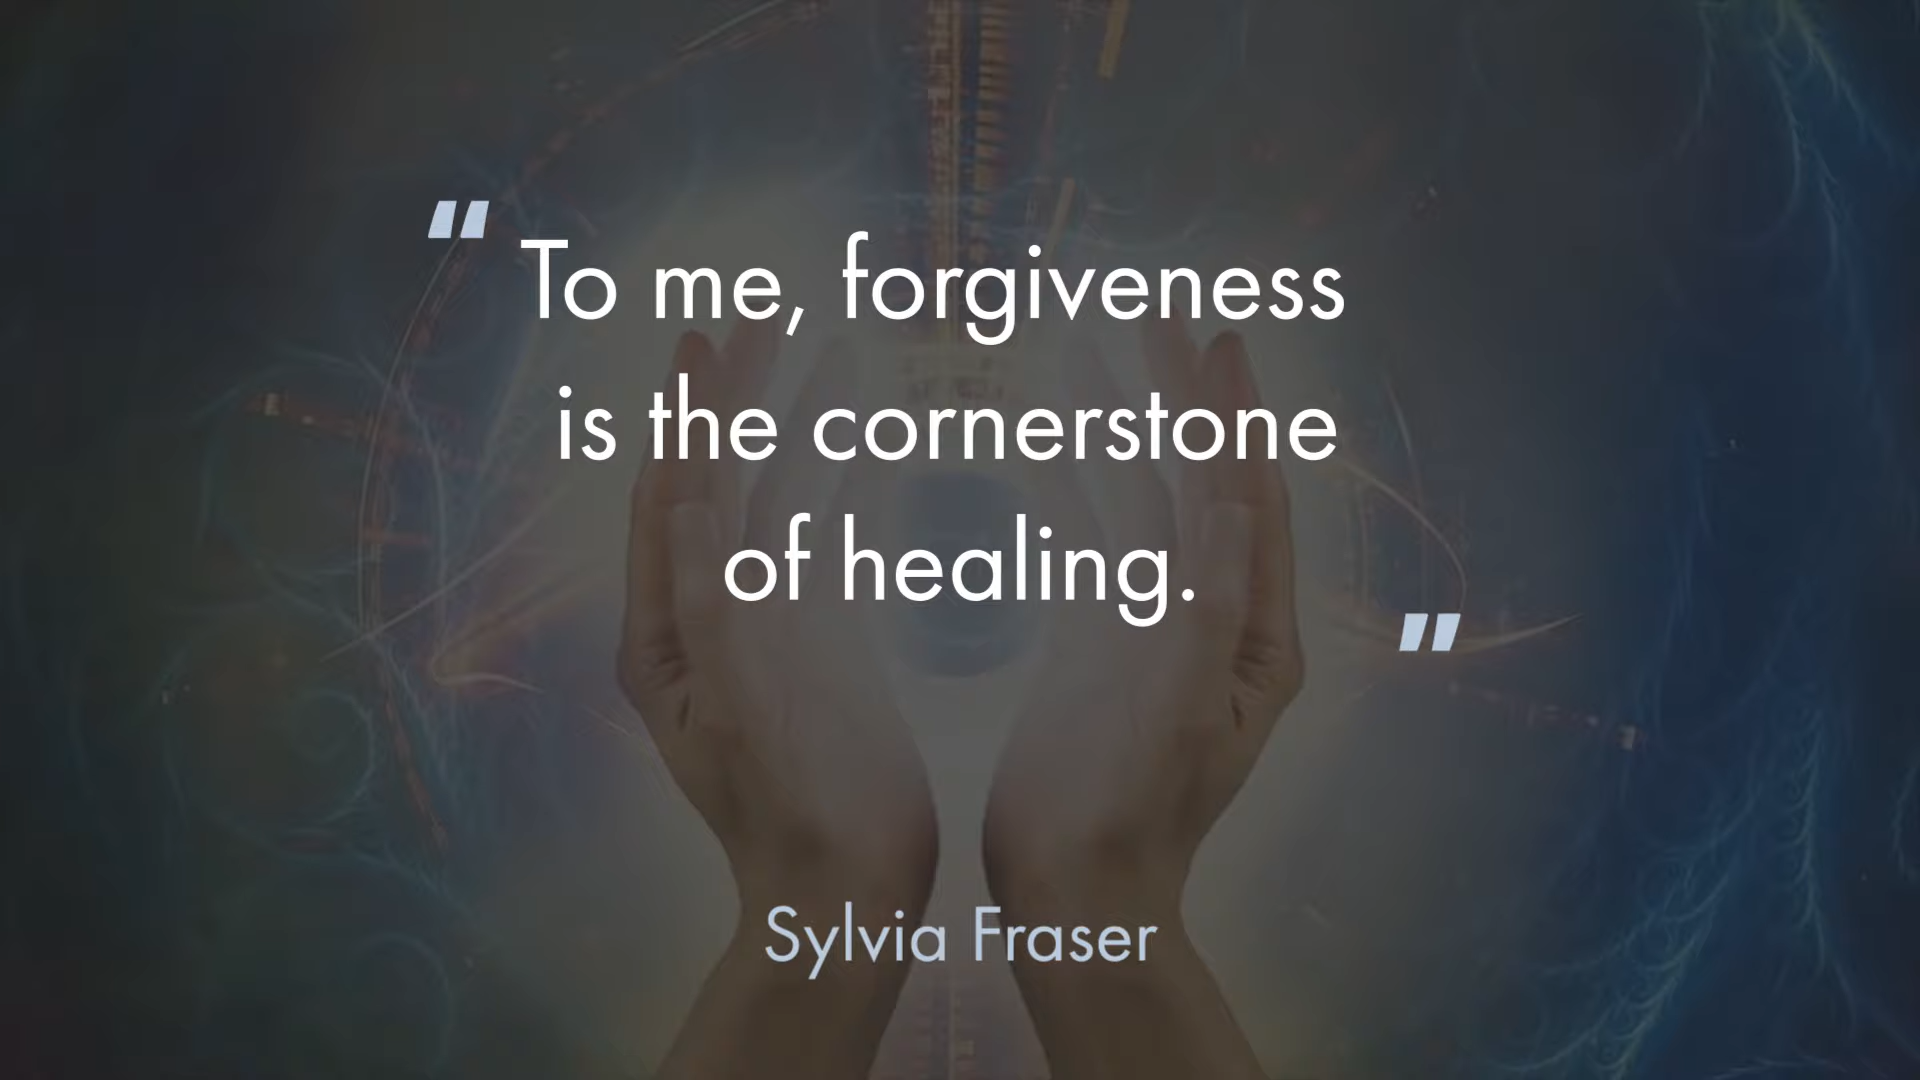 “To me, forgiveness
is the cornerstone
of healing.”
Sylvia Fraser